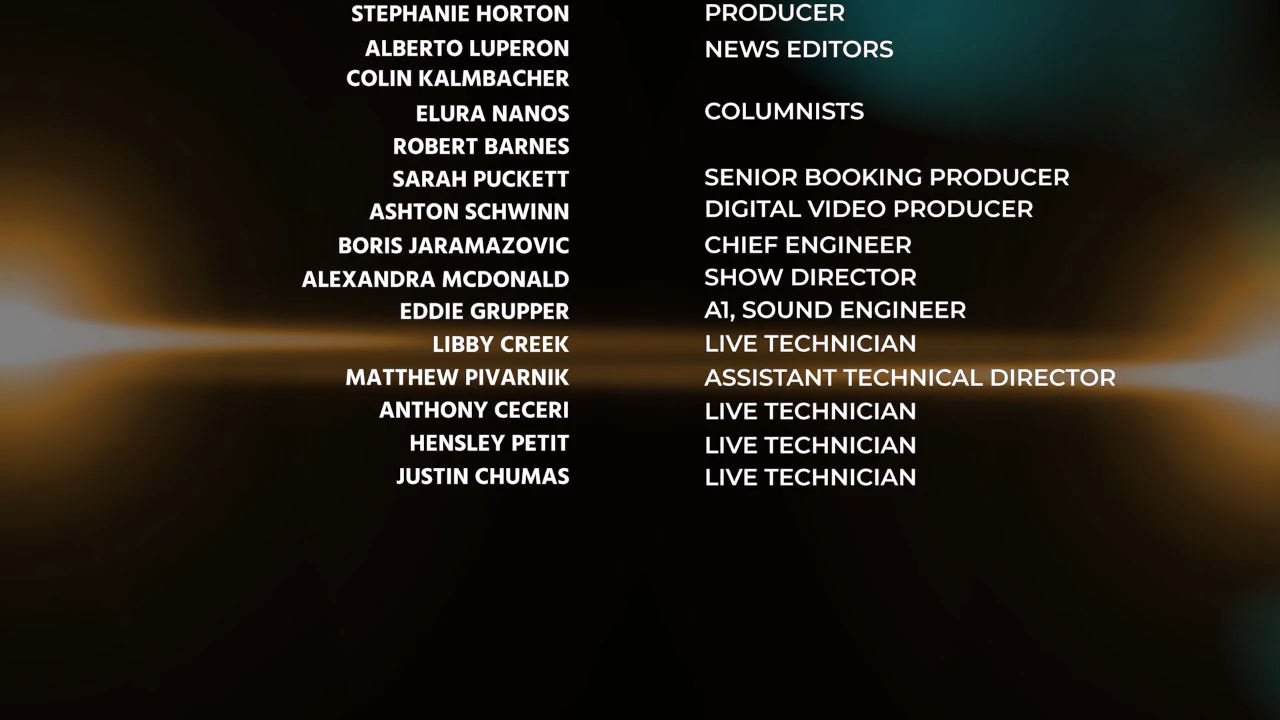 STEPHANIE HORTON PRODUCER
ALBERTO LUPERON NEWS EDITORS
COLIN KALMBACHER
ELURA NANOS COLUMNISTS
ROBERT BARNES
SARAH PUCKETT SENIOR BOOKING PRODUCER
ASHTON SCHWINN DIGITAL VIDEO PRODUCER
BORIS JARAMAZOVIC CHIEF ENGINEER
ALEXANDRA MCDONALD SHOW DIRECTOR
EDDIE GRUPPER A1, SOUND ENGINEER
LIBBY CREEK LIVE TECHNICIAN
MATTHEW PIVARNIK ASSISTANT TECHNICAL DIRECTOR
ANTHONY CECERI LIVE TECHNICIAN
HENSLEY PETIT LIVE TECHNICIAN
JUSTIN CHUMAS LIVE TECHNICIAN